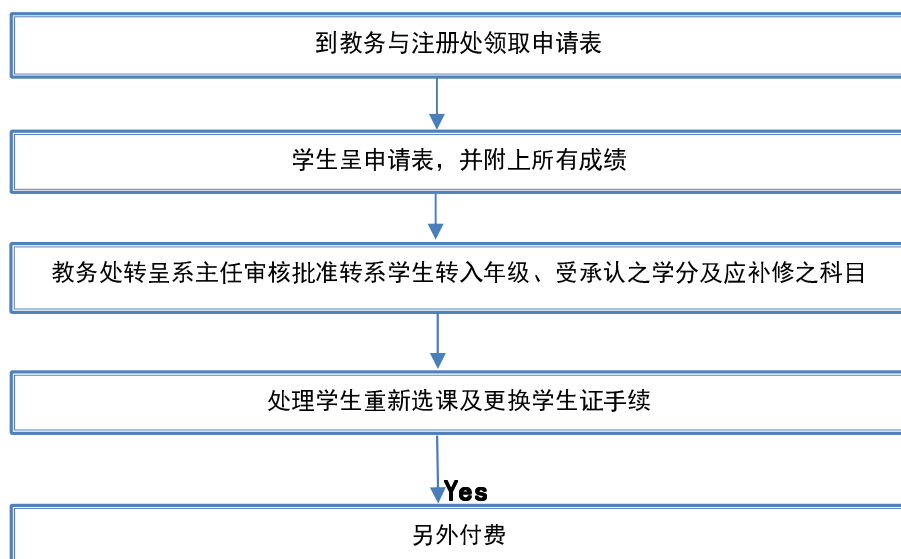 到教务与注册处领取申请表
学生呈申请表，并附上所有成绩
教务处转呈系主任审核批准转系学生转入年级、受承认之学分及应补修之科目
处理学生重新选课及更换学生证手续
Yes
另外付费